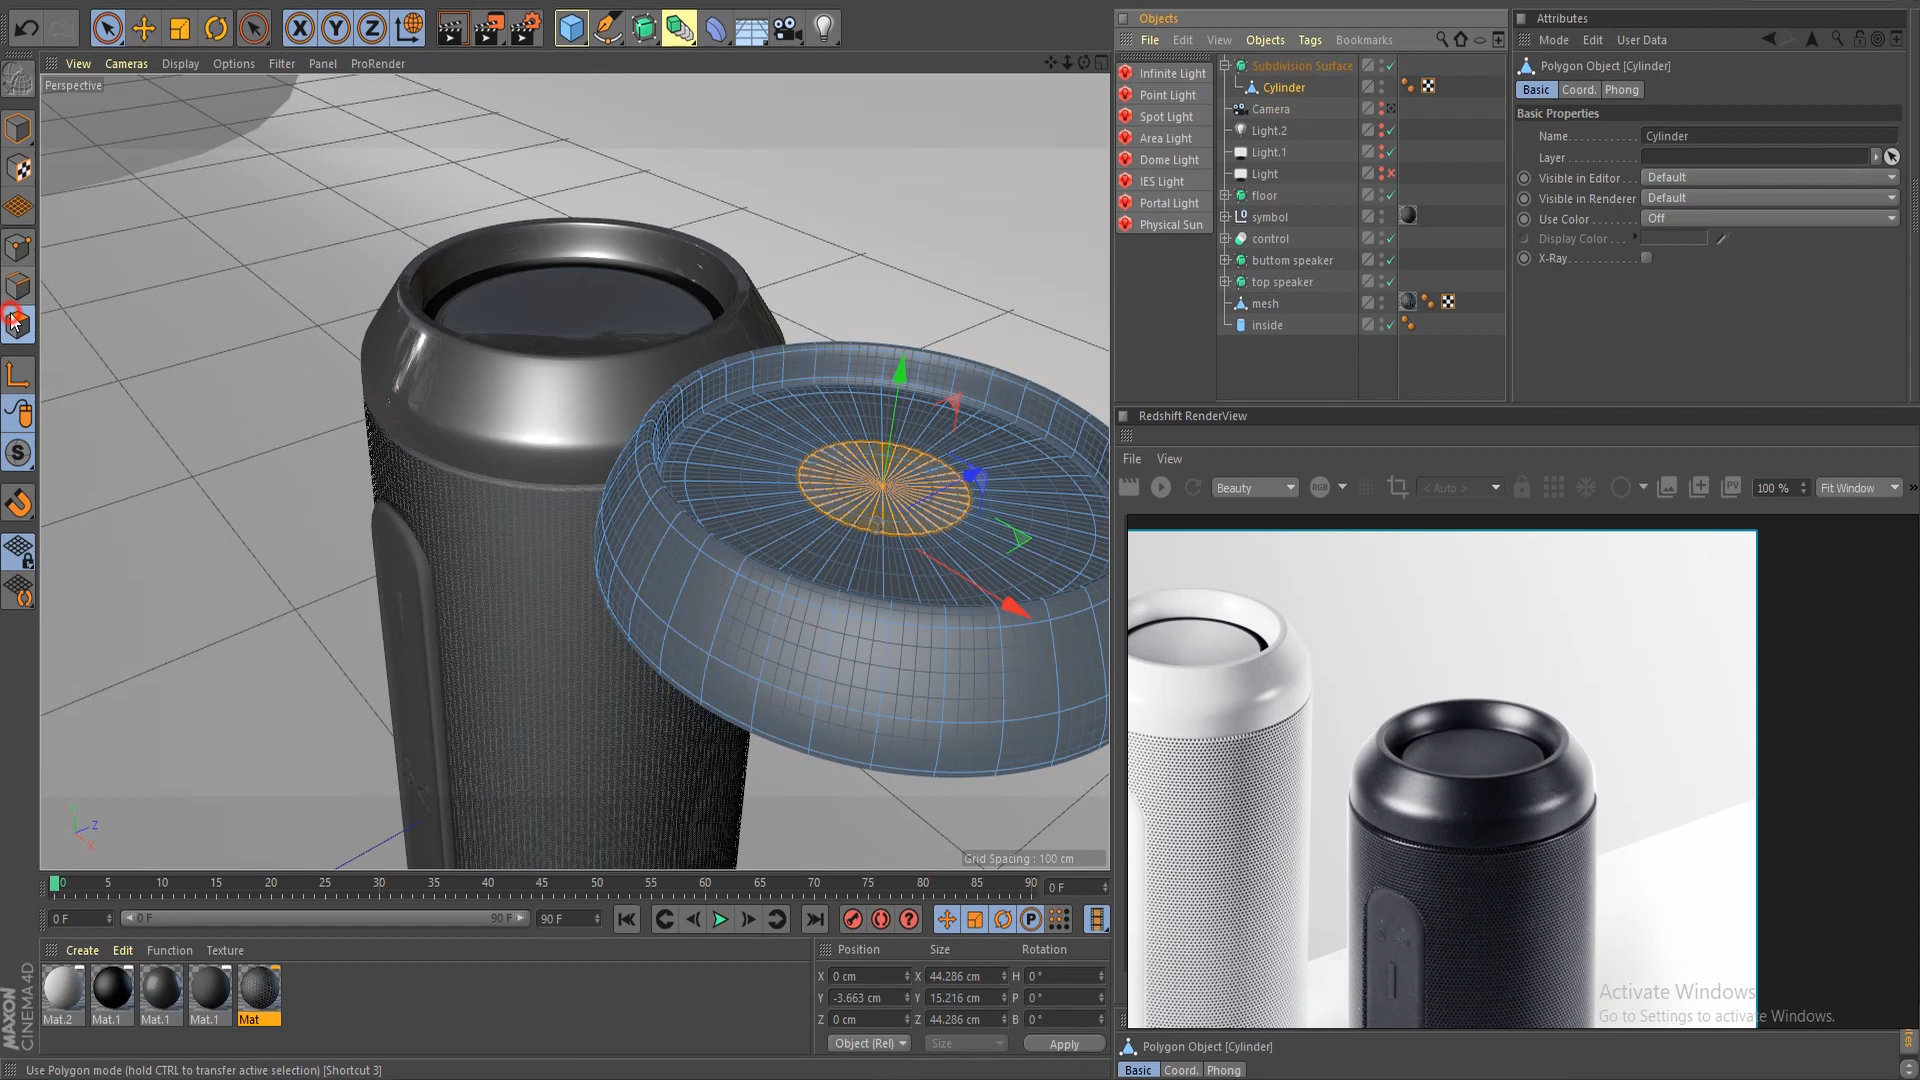 X Y Z
View Cameras Display Options Filter Panel ProRender
Perspective
Objects
File Edit View Objects Tags Bookmarks
Infinite Light
Point Light
Spot Light
Area Light
Dome Light
IES Light
Portal Light
Physical Sun
Subdivision Surface
Cylinder
Camera
Light.2
Light.1
Light
floor
symbol
control
buttom speaker
top speaker
mesh
inside
Attributes
Mode Edit User Data
Polygon Object [Cylinder]
Basic Coord. Phong
Basic Properties
Name Cylinder
Layer
Visible in Editor Default
Visible in Renderer Default
Use Color Off
Display Color
X-Ray
Redshift RenderView
File View
Beauty RGB < Auto > PV 100 % Fit Window
Activate Windows
Go to Settings to activate Windows.
Y
Z
X
Grid Spacing : 100 cm
0 5 10 15 20 25 30 35 40 45 50 55 60 65 70 75 80 85 90 0 F
0 F 0 F 90 F 90 F P
Create Edit Function Texture
Mat.2 Mat.1 Mat.1 Mat.1 Mat
Position Size Rotation
X 0 cm X 44.286 cm H 0 °
Y -3.663 cm Y 15.216 cm P 0 °
Z 0 cm Z 44.286 cm B 0 °
Object (Rel) Size Apply
MAXON
CINEMA 4D
Polygon Object [Cylinder]
Basic Coord. Phong
Use Polygon mode (hold CTRL to transfer active selection) [Shortcut 3]